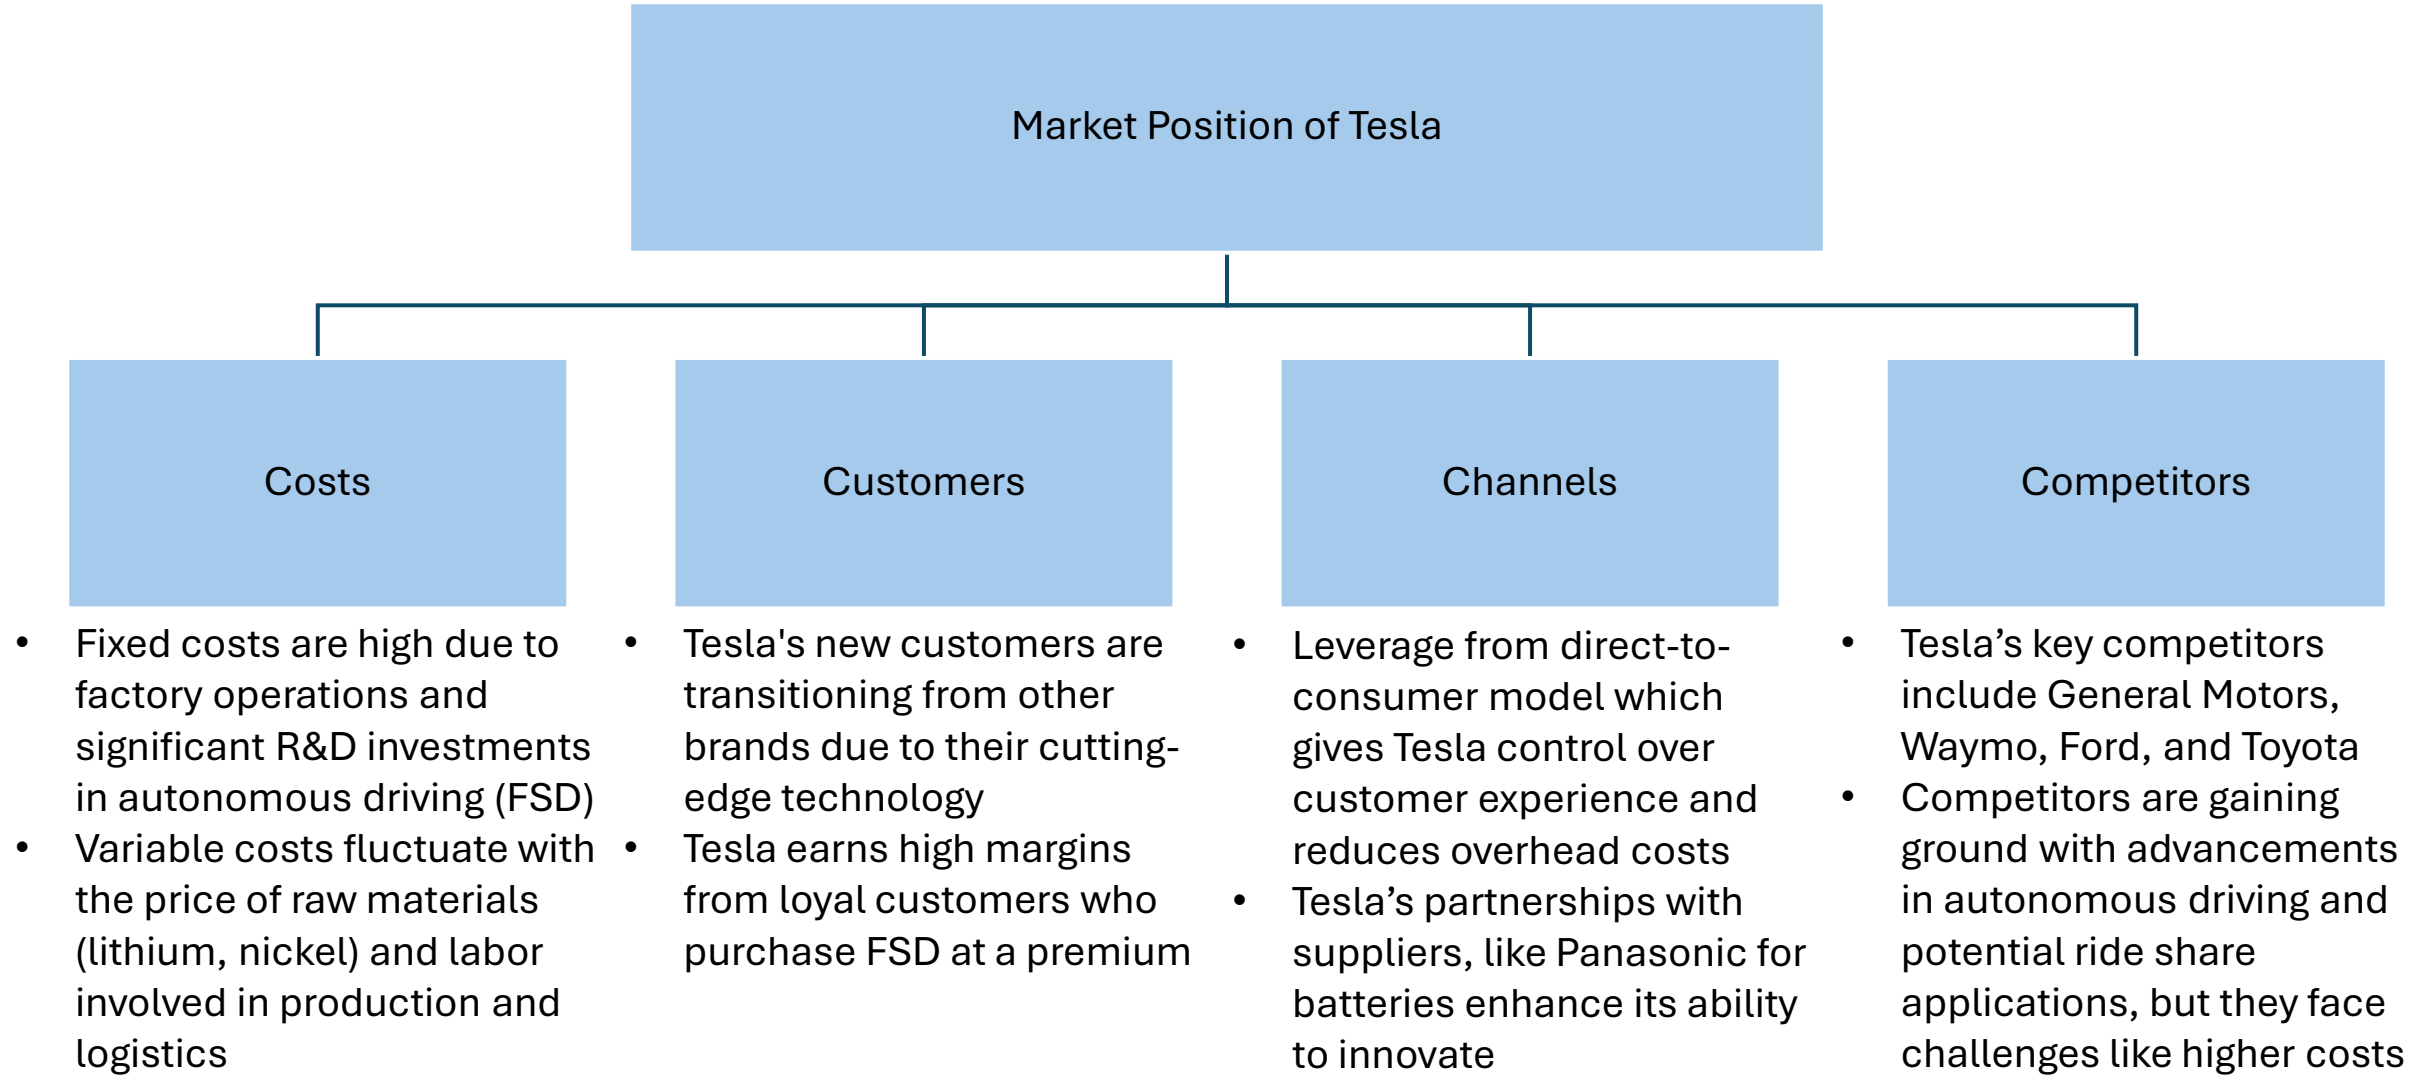 Market Position of Tesla
Costs
Customers
Channels
Competitors
• Fixed costs are high due to
factory operations and
significant R&D investments
in autonomous driving (FSD)
• Variable costs fluctuate with
the price of raw materials
(lithium, nickel) and labor
involved in production and
logistics
• Tesla's new customers are
transitioning from other
brands due to their cutting-
edge technology
• Tesla earns high margins
from loyal customers who
purchase FSD at a premium
• Leverage from direct-to-
consumer model which
gives Tesla control over
customer experience and
reduces overhead costs
• Tesla’s partnerships with
suppliers, like Panasonic for
batteries enhance its ability
to innovate
• Tesla’s key competitors
include General Motors,
Waymo, Ford, and Toyota
• Competitors are gaining
ground with advancements
in autonomous driving and
potential ride share
applications, but they face
challenges like higher costs